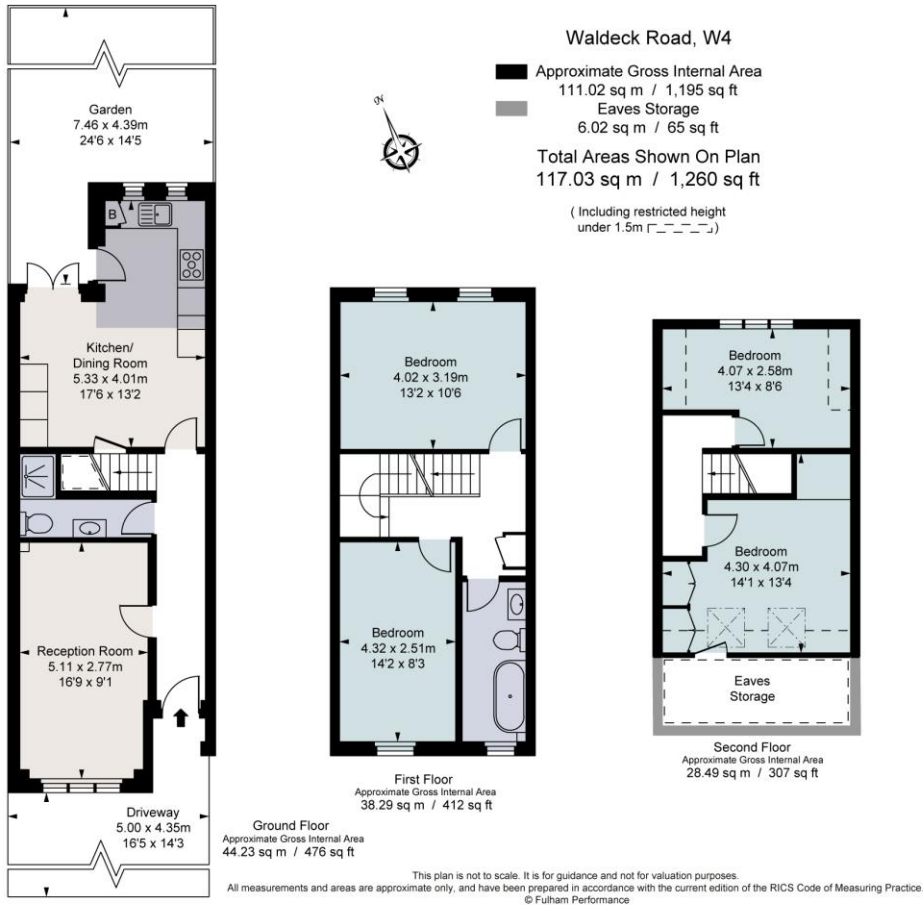 Waldeck Road, W4
Approximate Gross Internal Area
111.02 sq m / 1,195 sq ft
Eaves Storage
6.02 sq m / 65 sq ft
Total Areas Shown On Plan
117.03 sq m / 1,260 sq ft
( Including restricted height
under 1.5m )
N
Garden
7.46 x 4.39m
24'6 x 14'5
B
Kitchen/
Dining Room
5.33 x 4.01m
17'6 x 13'2
Reception Room
5.11 x 2.77m
16'9 x 9'1
Driveway
5.00 x 4.35m
16'5 x 14'3
Ground Floor
Approximate Gross Internal Area
44.23 sq m / 476 sq ft
Bedroom
4.02 x 3.19m
13'2 x 10'6
Bedroom
4.32 x 2.51m
14'2 x 8'3
First Floor
Approximate Gross Internal Area
38.29 sq m / 412 sq ft
Bedroom
4.07 x 2.58m
13'4 x 8'6
Bedroom
4.30 x 4.07m
14'1 x 13'4
Eaves
Storage
Second Floor
Approximate Gross Internal Area
28.49 sq m / 307 sq ft
This plan is not to scale. It is for guidance and not for valuation purposes.
All measurements and areas are approximate only, and have been prepared in accordance with the current edition of the RICS Code of Measuring Practice.
© Fulham Performance